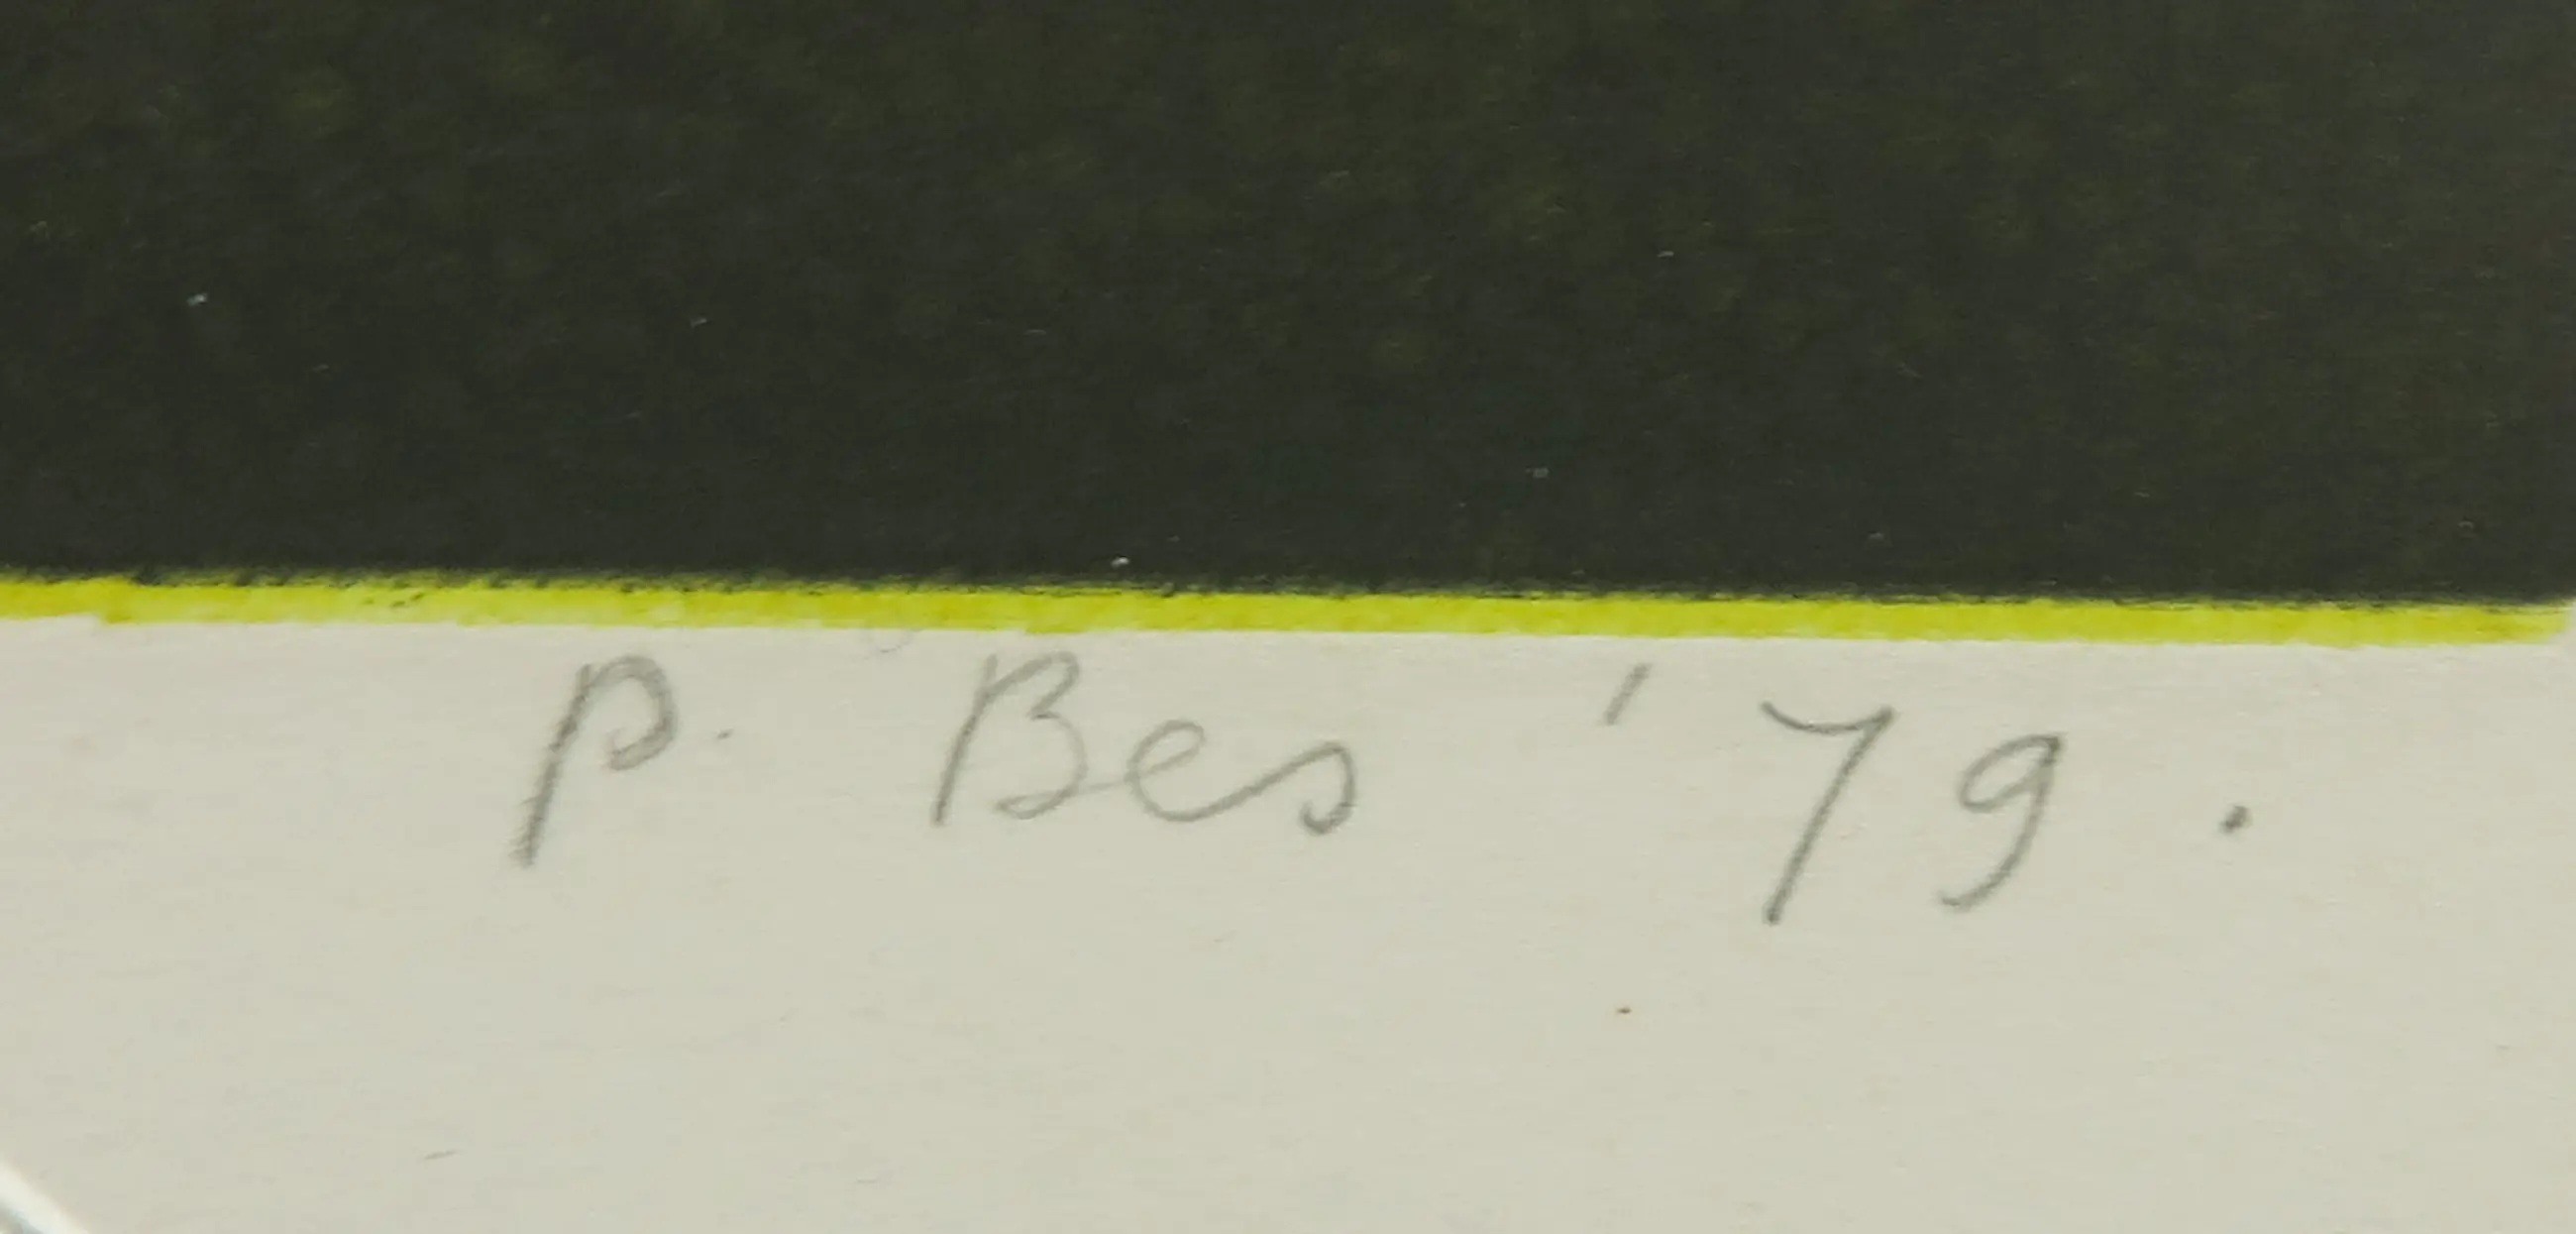 P. Bes '79.